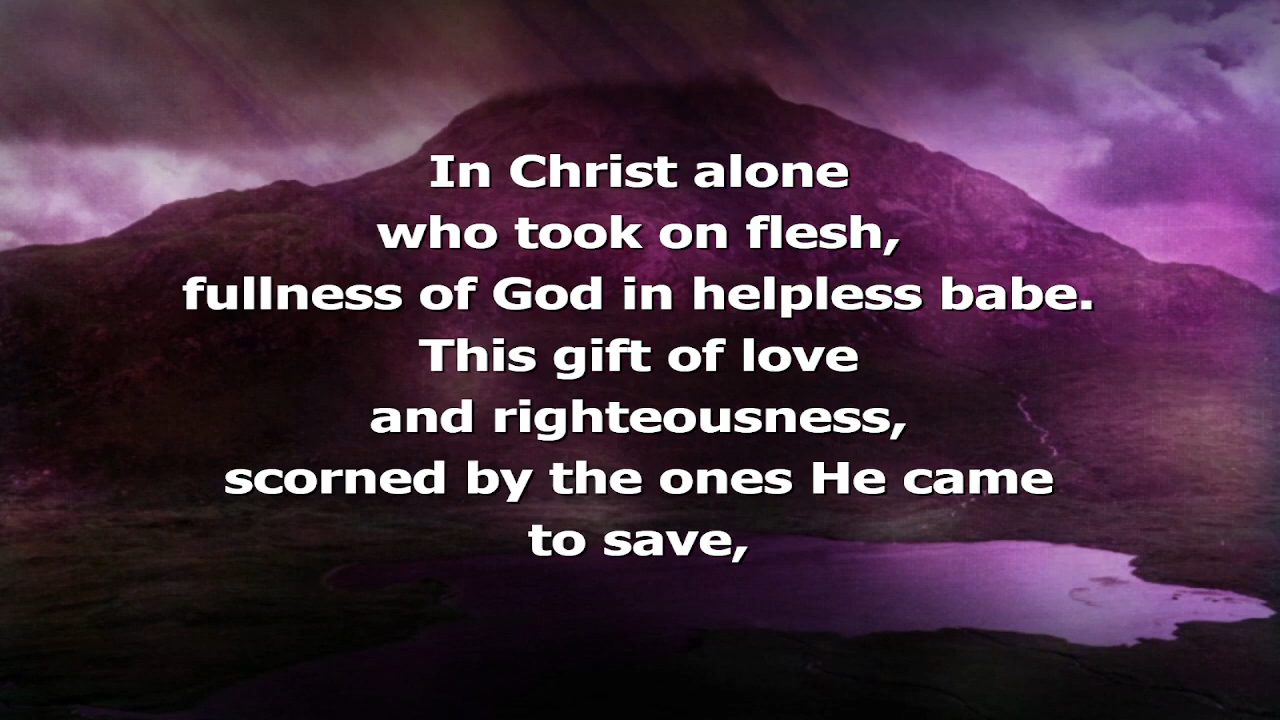 In Christ alone
who took on flesh,
fullness of God in helpless babe.
This gift of love
and righteousness,
scorned by the ones He came
to save,